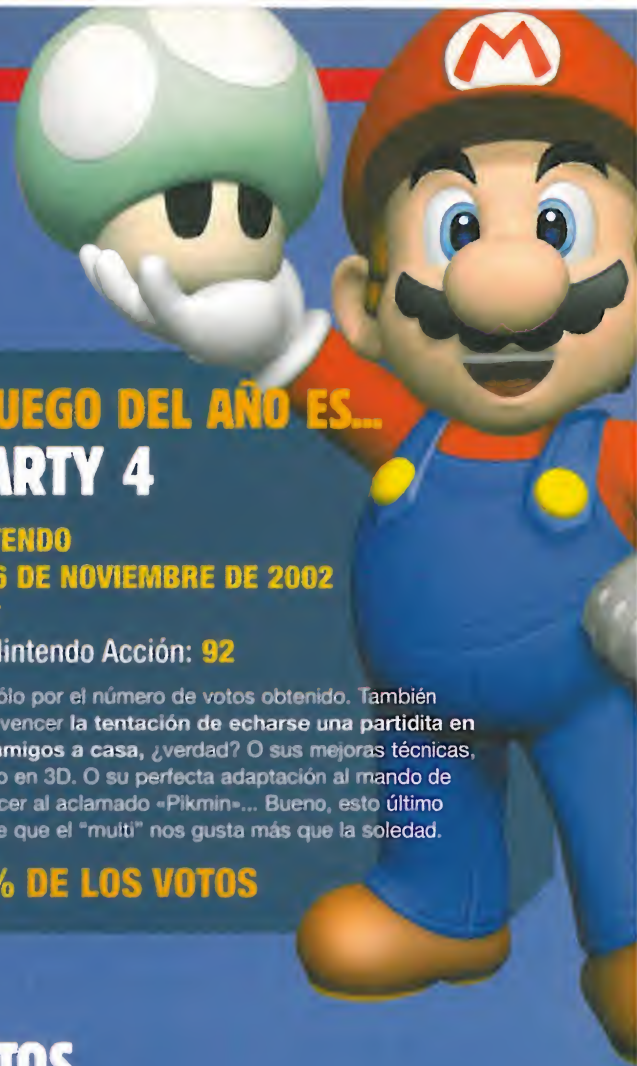 M
UEGO DEL AÑO ES...
ARTY 4
TENDO
6 DE NOVIEMBRE DE 2002
Nintendo Acción: 92
ólo por el número de votos obtenido. También
vencer la tentación de echarse una partidita en
amigos a casa, ¿verdad? O sus mejoras técnicas,
o en 3D. O su perfecta adaptación al mando de
cer al aclamado «Pikmin»... Bueno, esto último
e que el "multi" nos gusta más que la soledad.
% DE LOS VOTOS
TOS